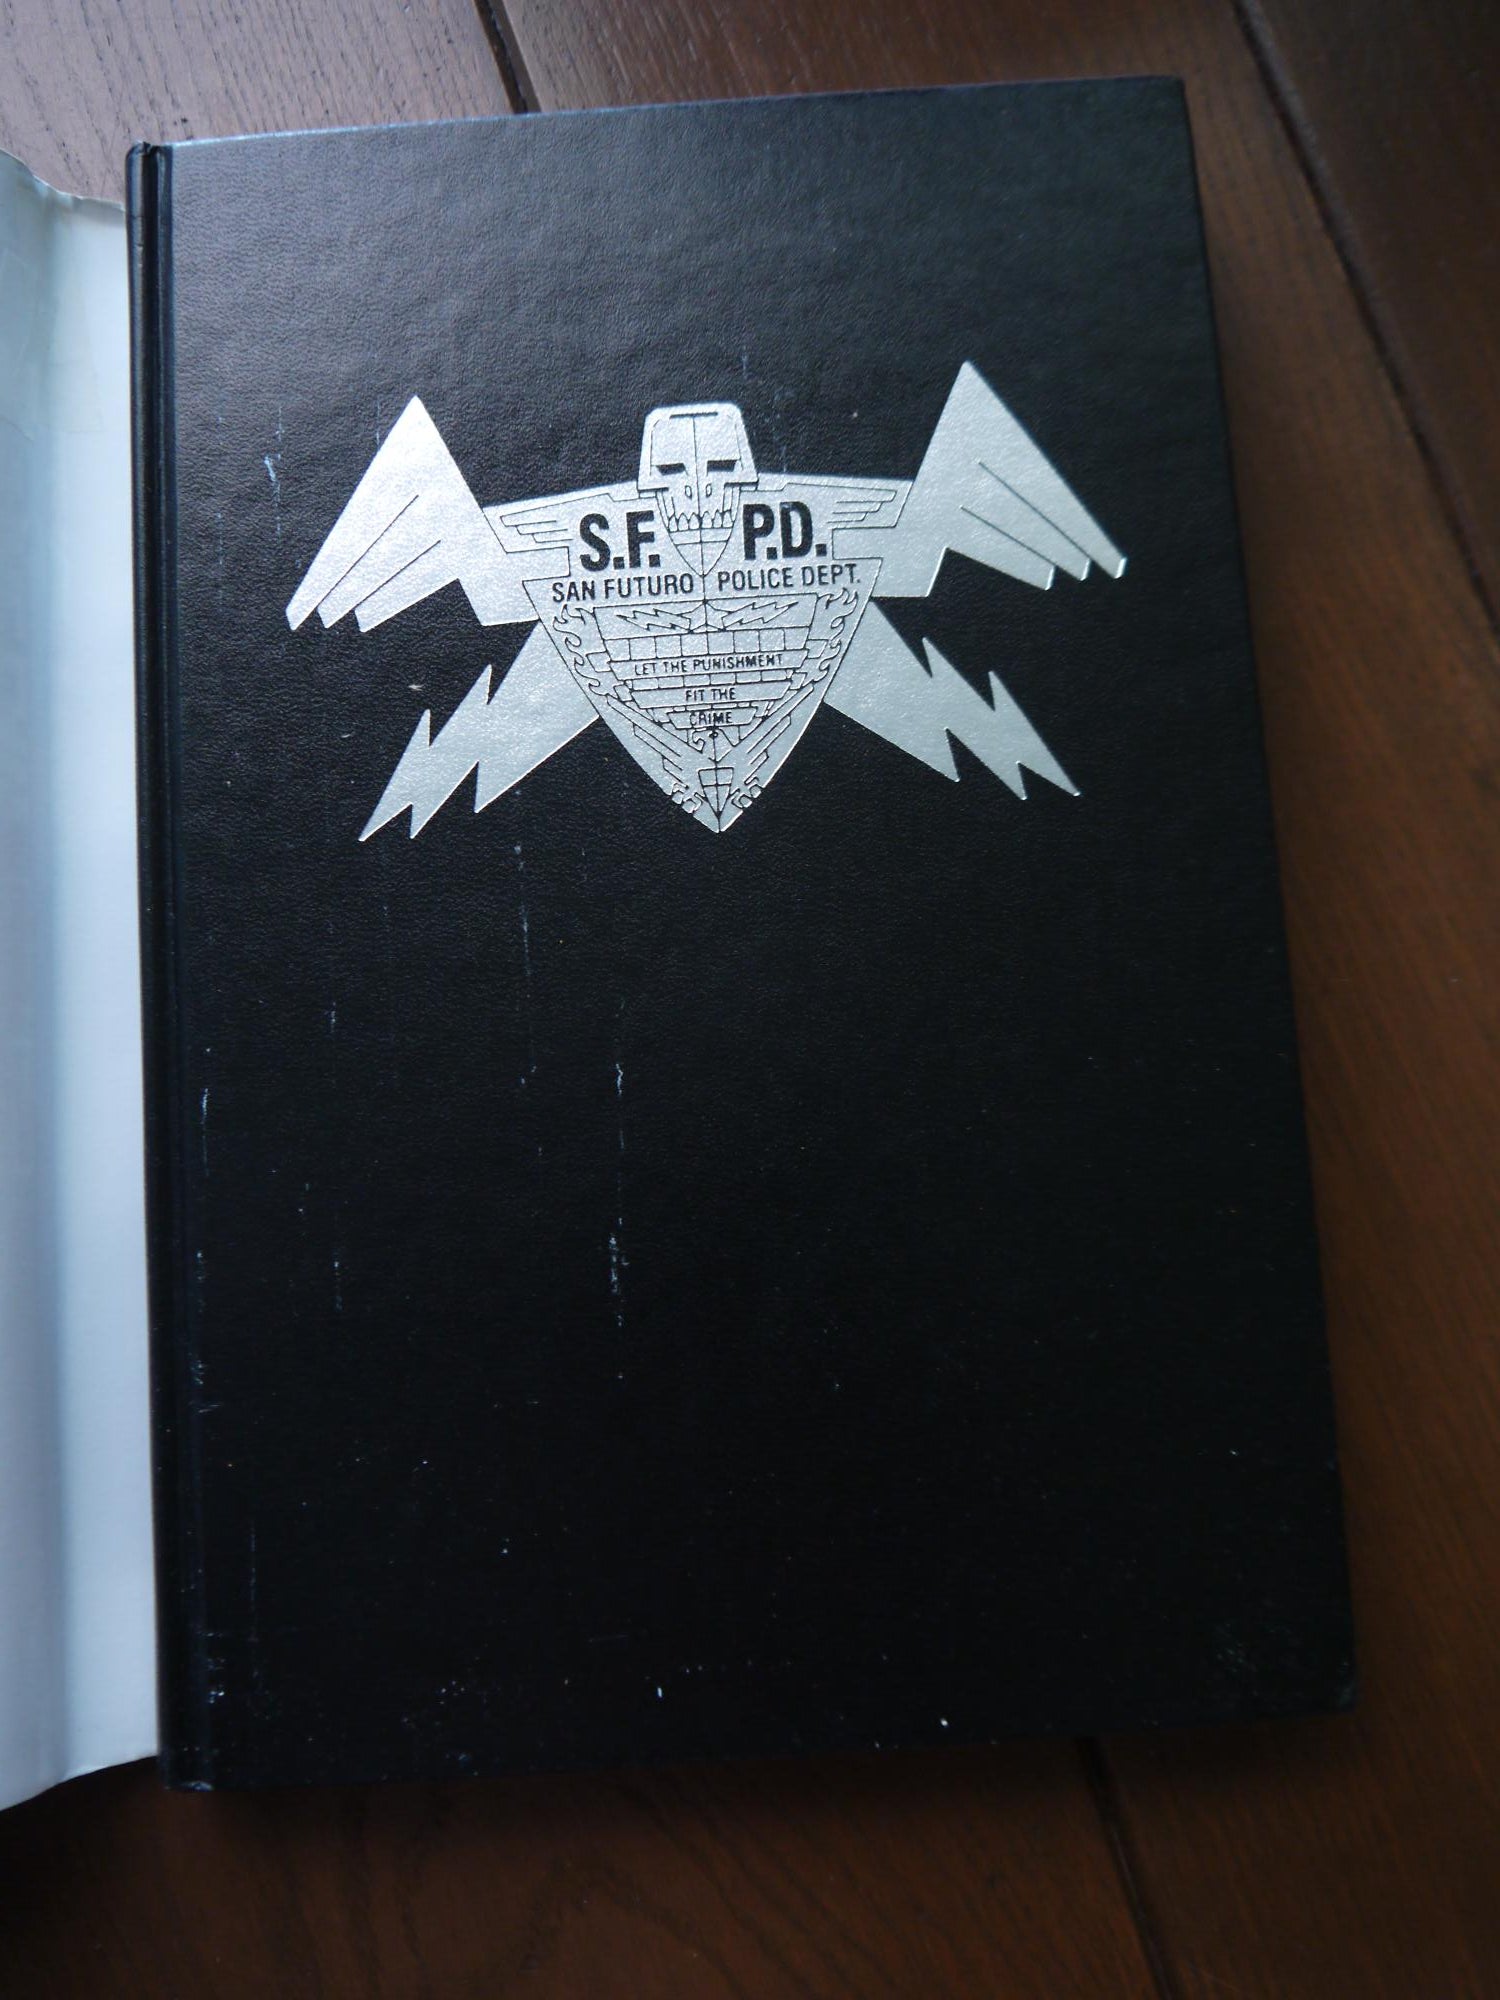 S.F. P.D.
SAN FUTURO POLICE DEPT.
LET THE PUNISHMENT
FIT THE
CRIME